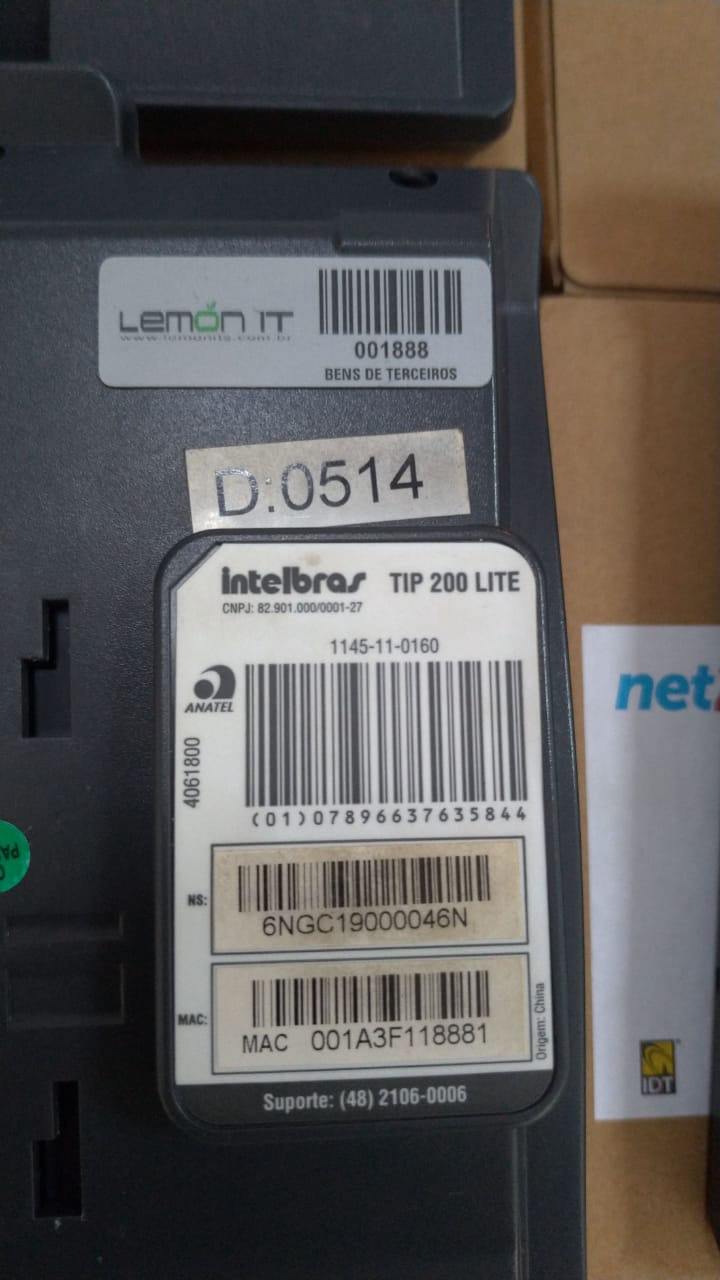 LEMON IT
www.lemonits.com.br
001888
BENS DE TERCEIROS
D:0514
intelbras TIP 200 LITE
CNPJ: 82.901.000/0001-27
1145-11-0160
ANATEL
4061800
(01)07896637635844
NS:
6NGC19000046N
MAC:
MAC 001A3F118881
Origem: China
Suporte: (48) 2106-0006
net
IDT